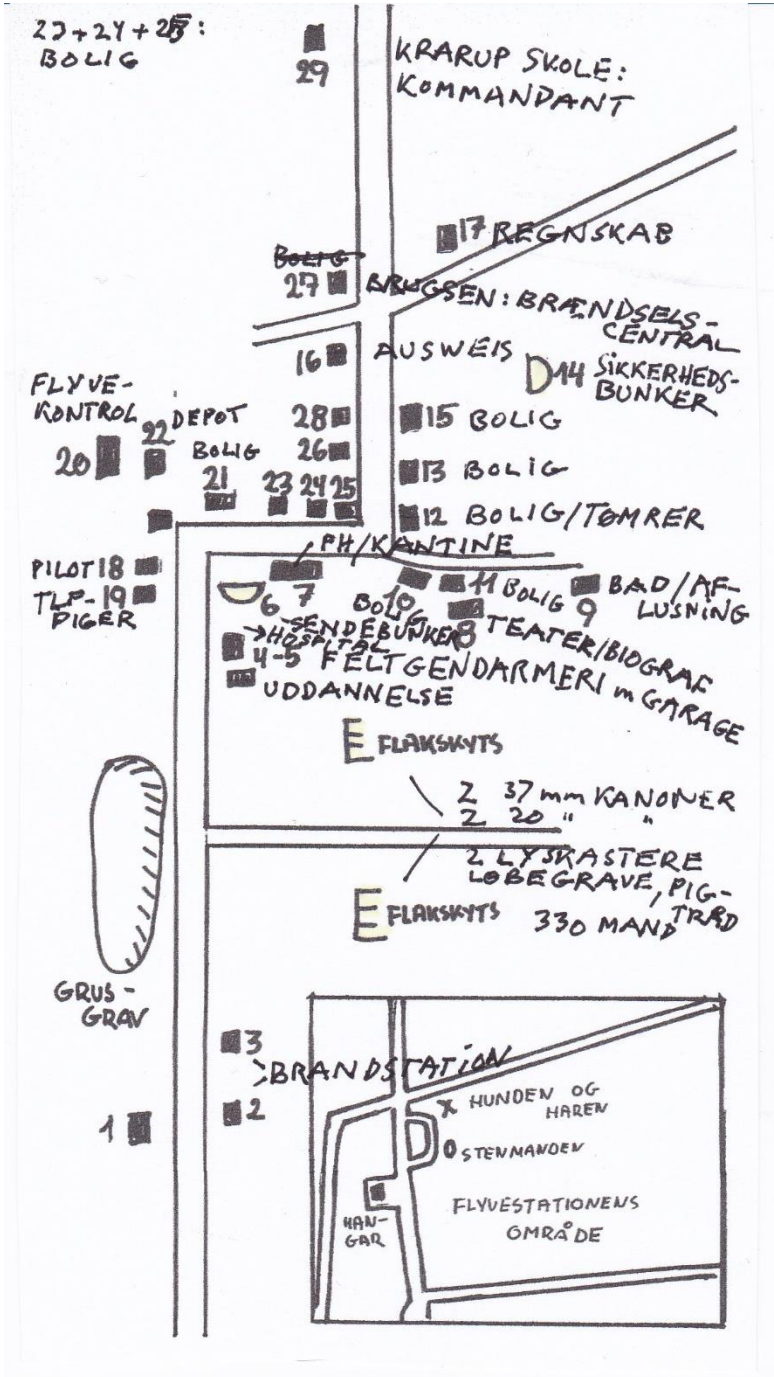 23+24+25:
BOLIG
29
KRARUP SKOLE:
KOMMANDANT
17 REGNSKAB
BOLIG
27
BRUGSEN: BRÆNDSELS-
CENTRAL
16
AUSWEIS
14 SIKKERHEDS-
BUNKER
FLYVE-
KONTROL
20
22 DEPOT
BOLIG
21
28
26
23 24 25
15 BOLIG
13 BOLIG
12 BOLIG/TØMRER
PH/KANTINE
PILOT 18
TLP- 19
PIGER
6
7
BOLIG
10
11 BOLIG
9
BAD/AF-
LUSNING
SENDEBUNKER
8 TEATER/BIOGRAF
→HOSPITAL
4-5 FELTGENDARMERI m GARAGE
UDDANNELSE
FLAKSKYTS
2 37 mm KANONER
2 20 " "
2 LYSKASTERE
LØBEGRAVE, PIG-
TRÅD
FLAKSKYTS
330 MAND
GRUS-
GRAV
3
>BRANDSTATION
2
1
X HUNDEN OG
HAREN
O STENMANDEN
HAN-
GAR
FLYVESTATIONENS
OMRÅDE